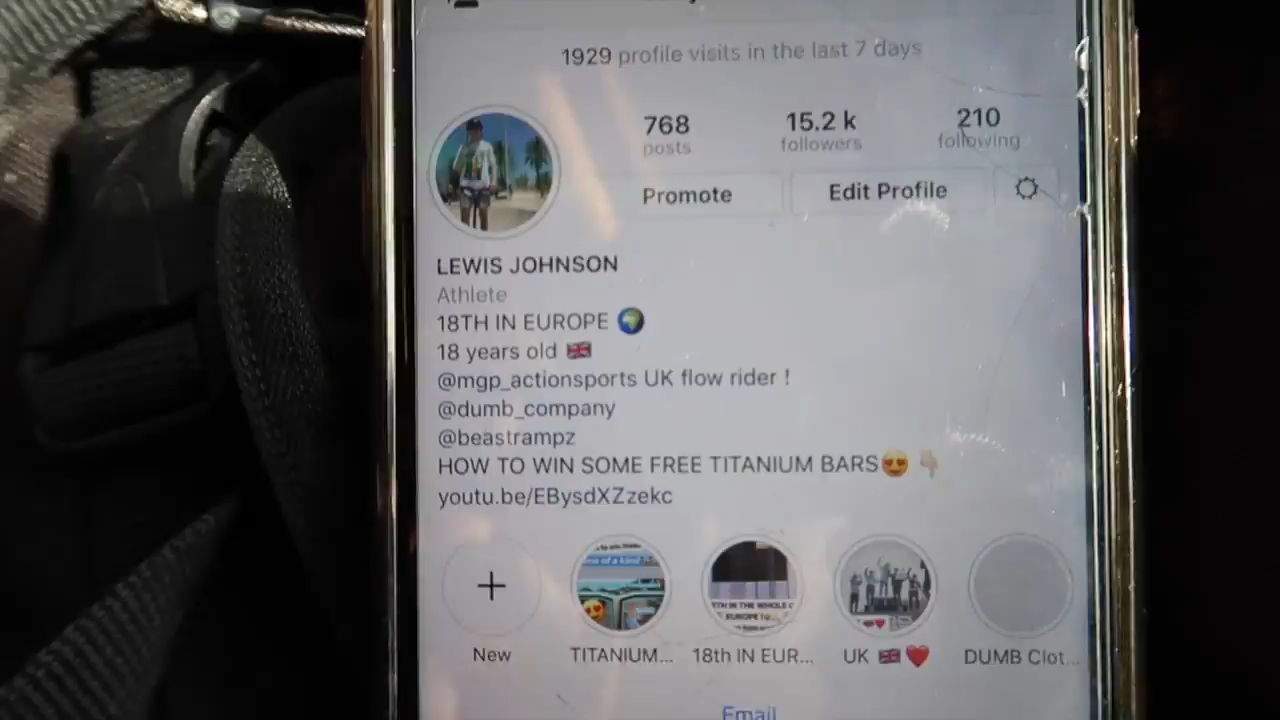 1929 profile visits in the last 7 days
768 15.2 k 210
posts followers following
Promote Edit Profile
LEWIS JOHNSON
Athlete
18TH IN EUROPE 🌍
18 years old 🇬🇧
@mgp_actionsports UK flow rider !
@dumb_company
@beastrampz
HOW TO WIN SOME FREE TITANIUM BARS😍 👇🏼
youtu.be/EBysdXZzekc
New TITANIUM... 18th IN EUR... UK 🇬🇧❤️ DUMB Clot...
Email